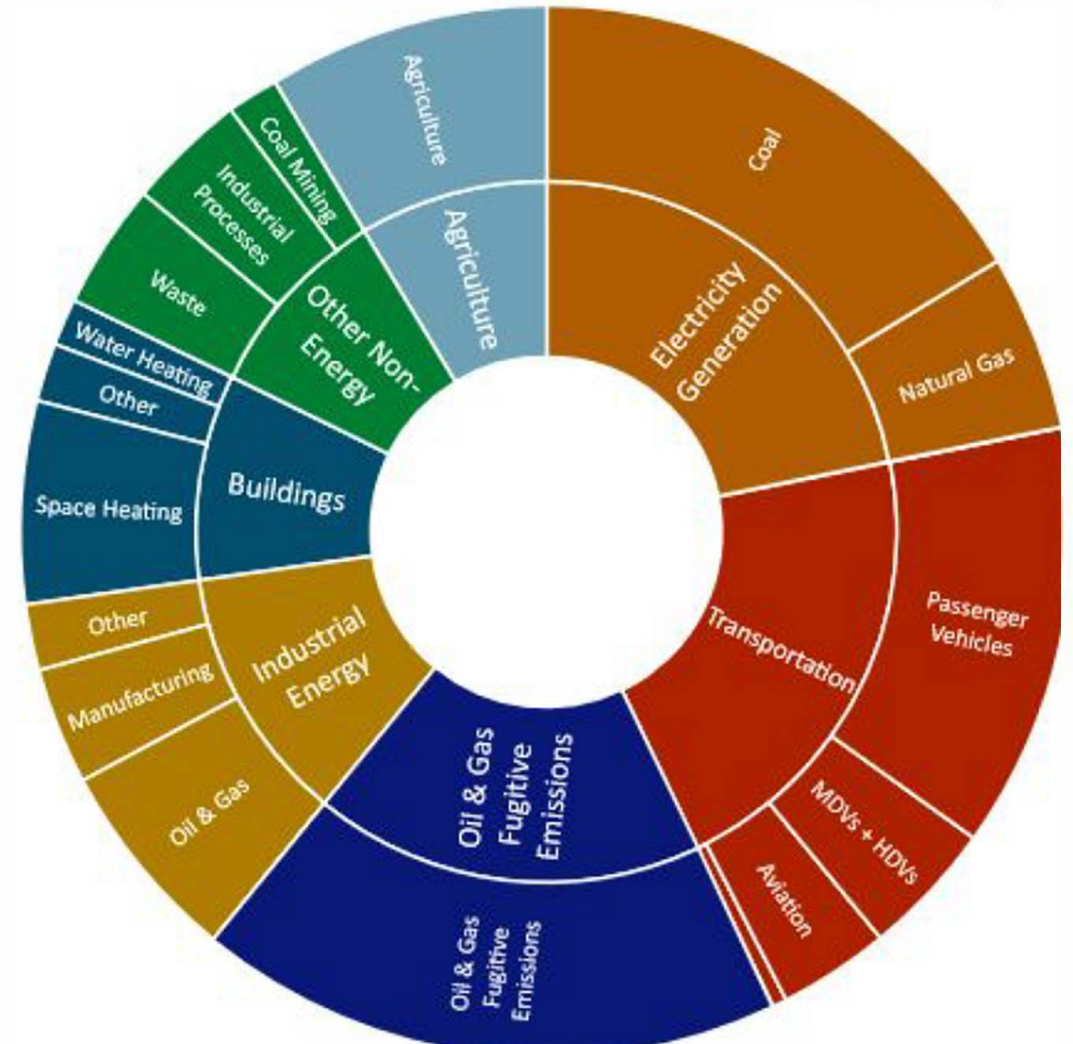 Coal
Natural Gas
Electricity
Generation
Passenger
Vehicles
MDVs + HDVs
Aviation
Transportation
Oil & Gas
Fugitive
Emissions
Oil & Gas
Fugitive
Emissions
Oil & Gas
Manufacturing
Other
Industrial
Energy
Space Heating
Other
Water Heating
Buildings
Waste
Industrial
Processes
Coal Mining
Other Non-
Energy
Agriculture
Agriculture